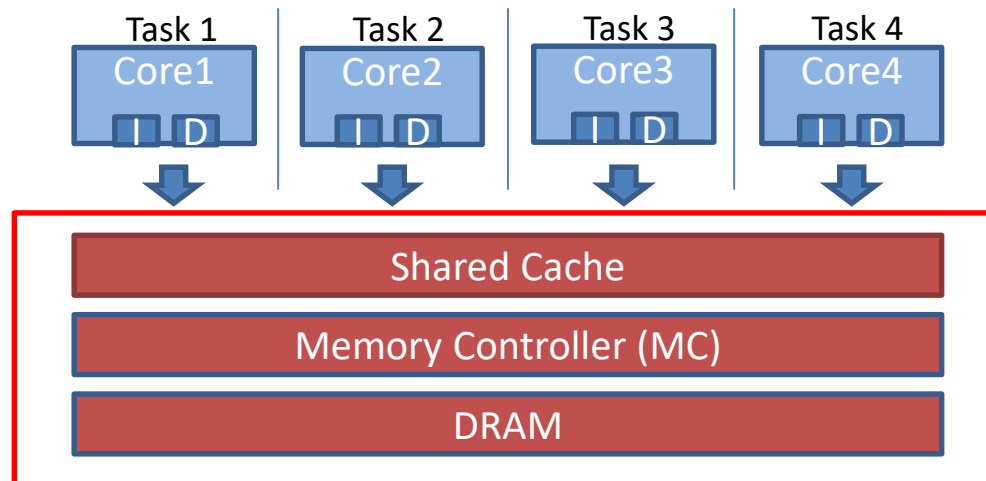 Task 1 Task 2 Task 3 Task 4
Core1 Core2 Core3 Core4
I D I D I D I D
Shared Cache
Memory Controller (MC)
DRAM